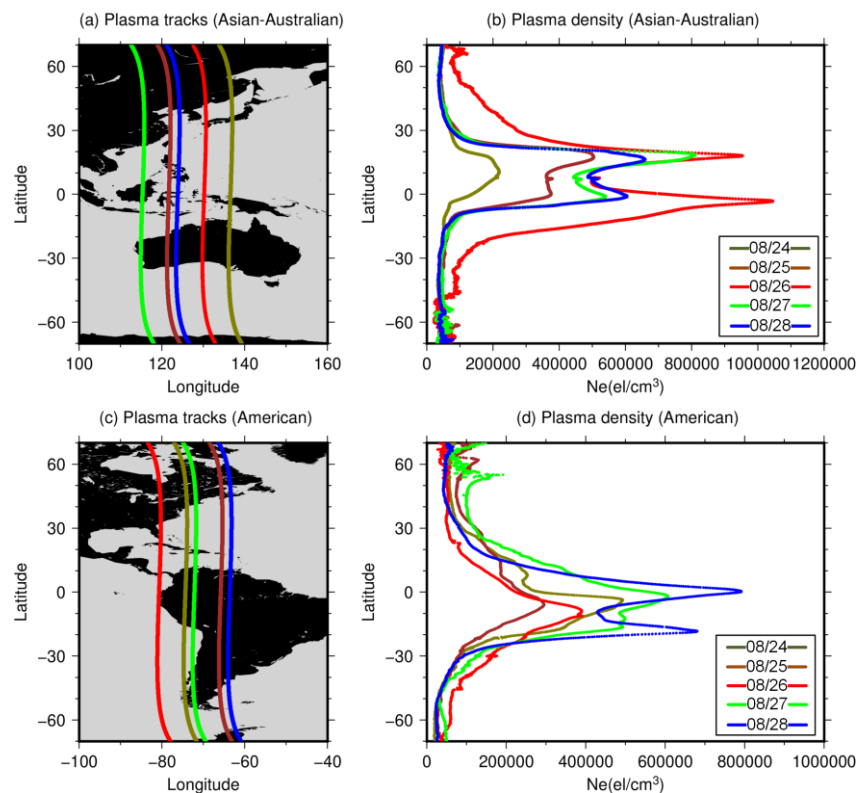 (a) Plasma tracks (Asian-Australian)
(b) Plasma density (Asian-Australian)
Latitude
60
30
0
−30
−60
100 120 140 160
Longitude
Latitude
60
30
0
−30
−60
0 200000 400000 600000 800000 1000000 1200000
Ne(el/cm³)
08/24
08/25
08/26
08/27
08/28
(c) Plasma tracks (American)
(d) Plasma density (American)
Latitude
60
30
0
−30
−60
−100 −80 −60 −40
Longitude
Latitude
60
30
0
−30
−60
0 200000 400000 600000 800000 1000000
Ne(el/cm³)
08/24
08/25
08/26
08/27
08/28